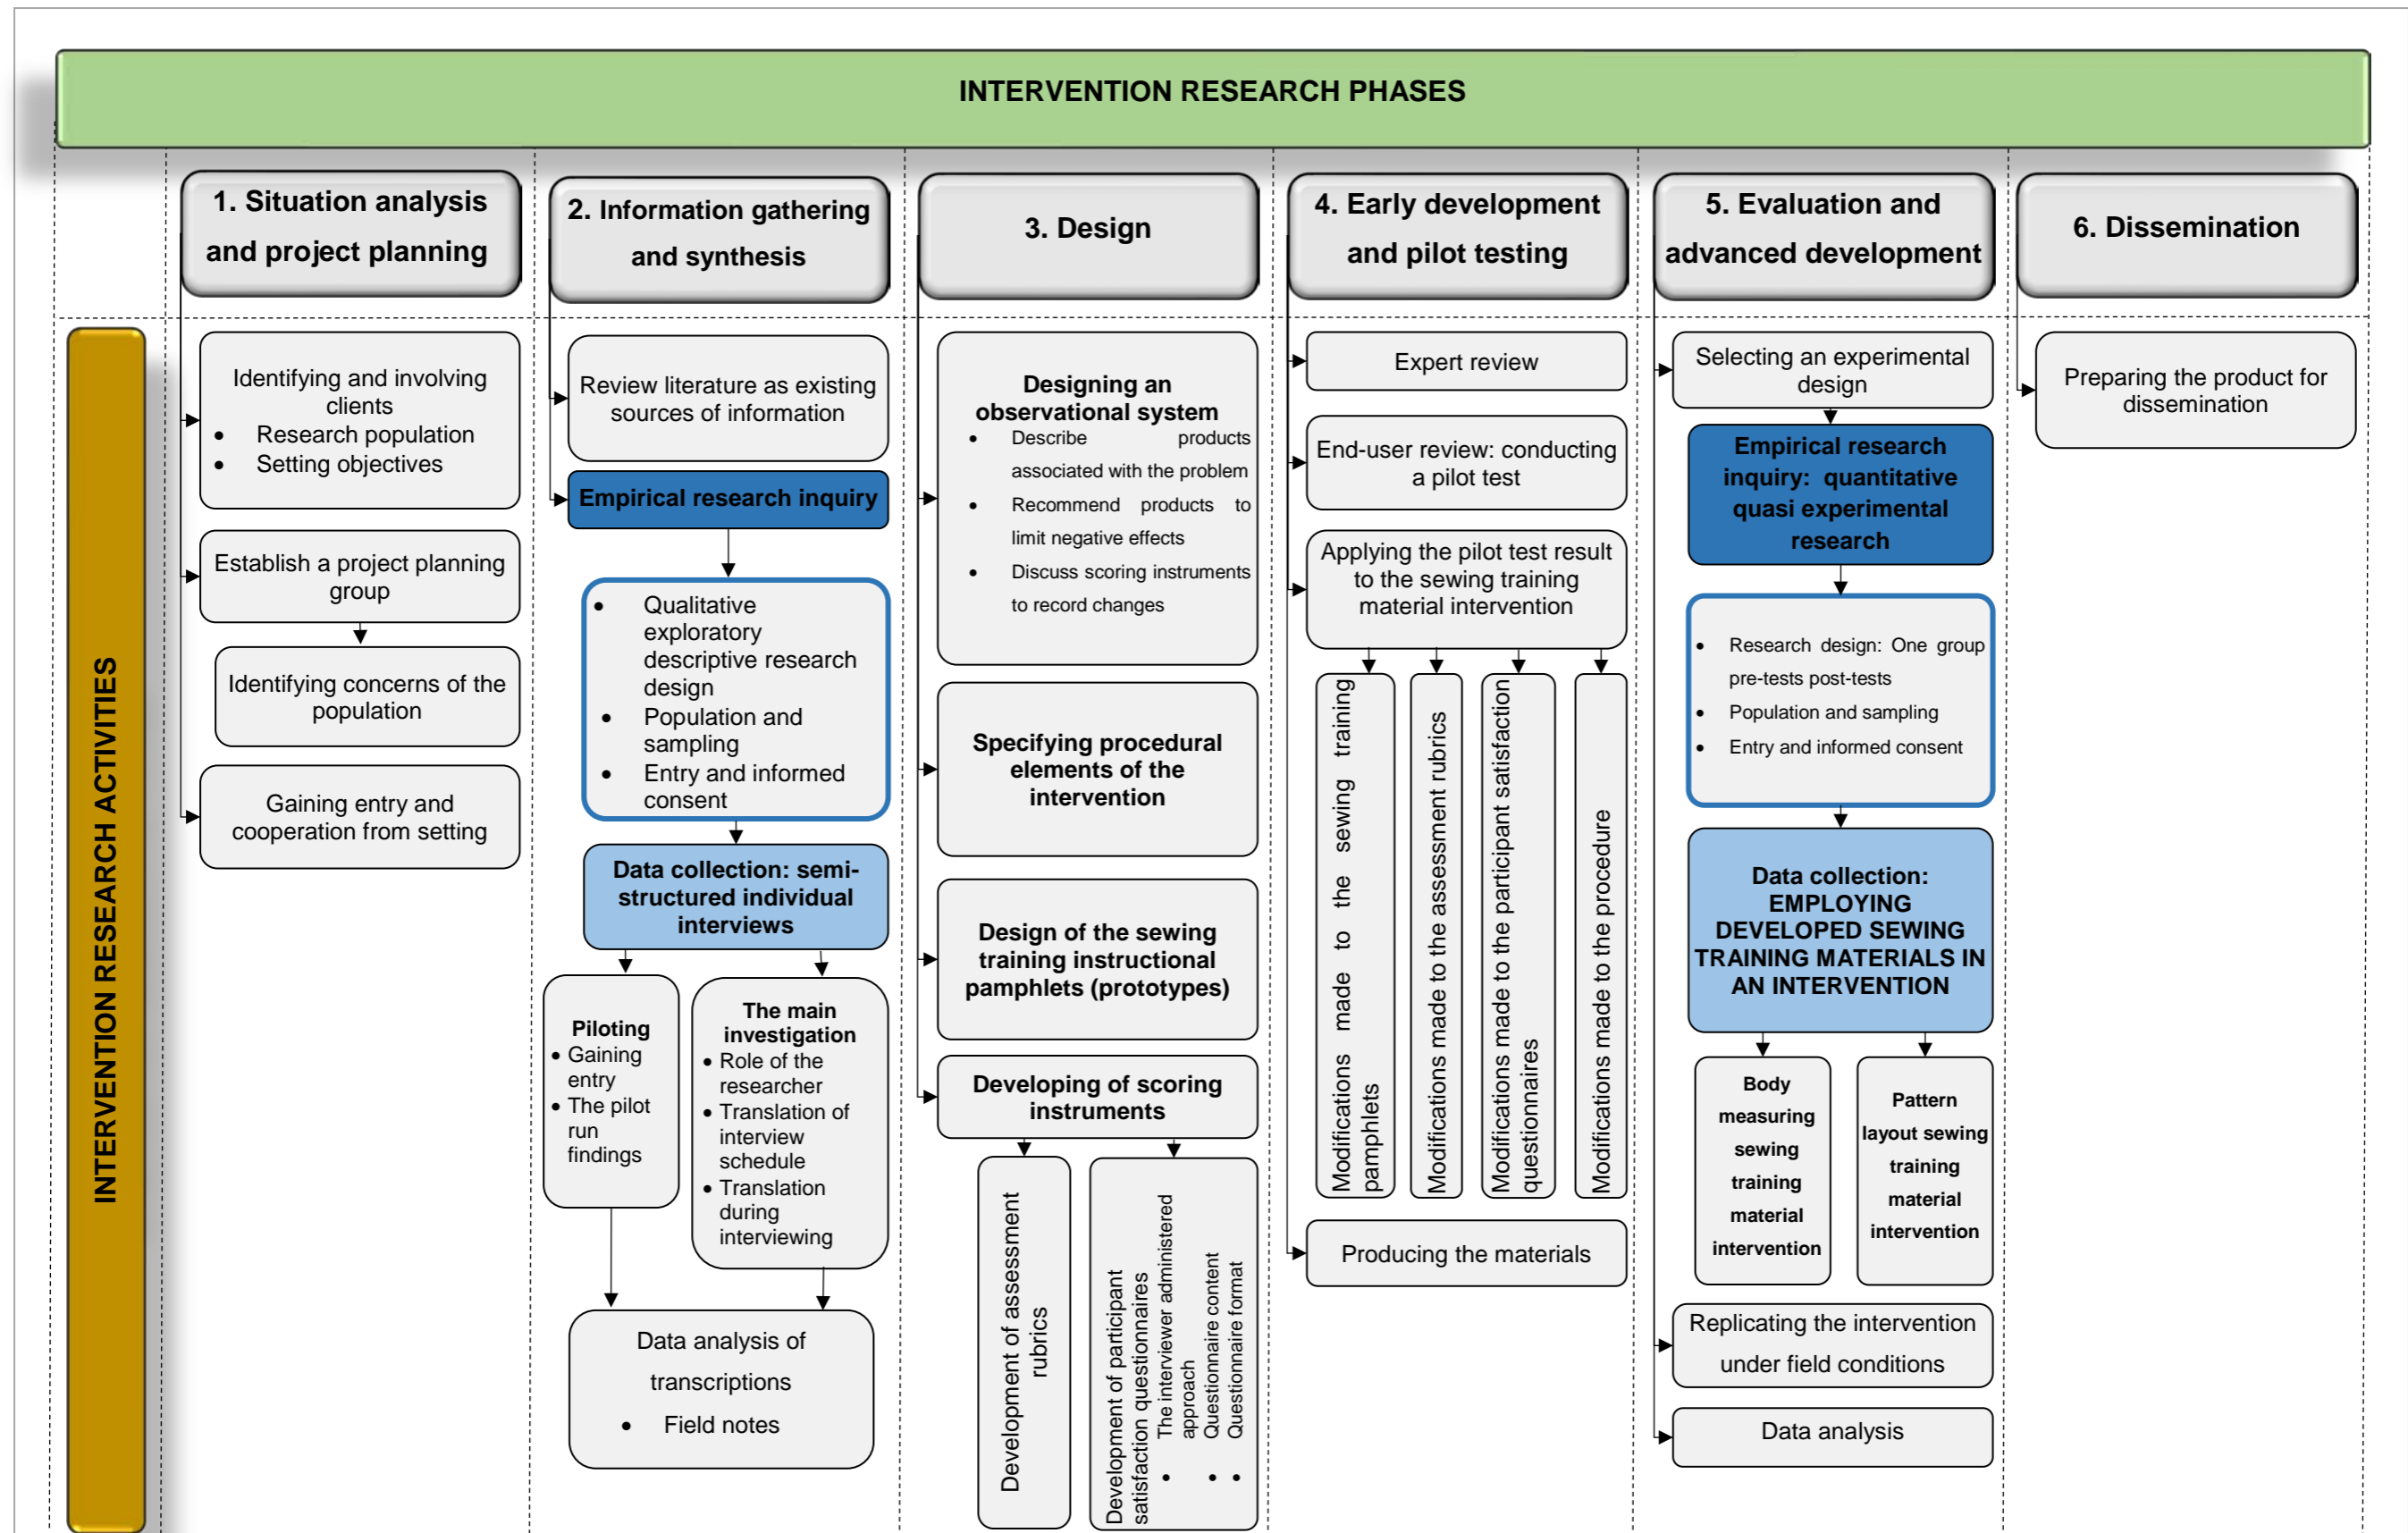 INTERVENTION RESEARCH PHASES
INTERVENTION RESEARCH ACTIVITIES
1. Situation analysis
and project planning
Identifying and involving
clients
• Research population
• Setting objectives
Establish a project planning
group
Identifying concerns of the
population
Gaining entry and
cooperation from setting
2. Information gathering
and synthesis
Review literature as existing
sources of information
Empirical research inquiry
• Qualitative
exploratory
descriptive research
design
• Population and
sampling
• Entry and informed
consent
Data collection: semi-
structured individual
interviews
Piloting
• Gaining
entry
• The pilot
run
findings
The main
investigation
• Role of the
researcher
• Translation of
interview
schedule
• Translation
during
interviewing
Data analysis of
transcriptions
• Field notes
3. Design
Designing an
observational system
• Describe products
associated with the problem
• Recommend products to
limit negative effects
• Discuss scoring instruments
to record changes
Specifying procedural
elements of the
intervention
Design of the sewing
training instructional
pamphlets (prototypes)
Developing of scoring
instruments
Development of assessment
rubrics
Development of participant
satisfaction questionnaires
• The interviewer administered
approach
• Questionnaire content
• Questionnaire format
4. Early development
and pilot testing
Expert review
End-user review: conducting
a pilot test
Applying the pilot test result
to the sewing training
material intervention
Modifications made to the sewing training
pamphlets
Modifications made to the assessment rubrics
Modifications made to the participant satisfaction
questionnaires
Modifications made to the procedure
Producing the materials
5. Evaluation and
advanced development
Selecting an experimental
design
Empirical research
inquiry: quantitative
quasi experimental
research
• Research design: One group
pre-tests post-tests
• Population and sampling
• Entry and informed consent
Data collection:
EMPLOYING
DEVELOPED SEWING
TRAINING MATERIALS IN
AN INTERVENTION
Body
measuring
sewing
training
material
intervention
Pattern
layout sewing
training
material
intervention
Replicating the intervention
under field conditions
Data analysis
6. Dissemination
Preparing the product for
dissemination